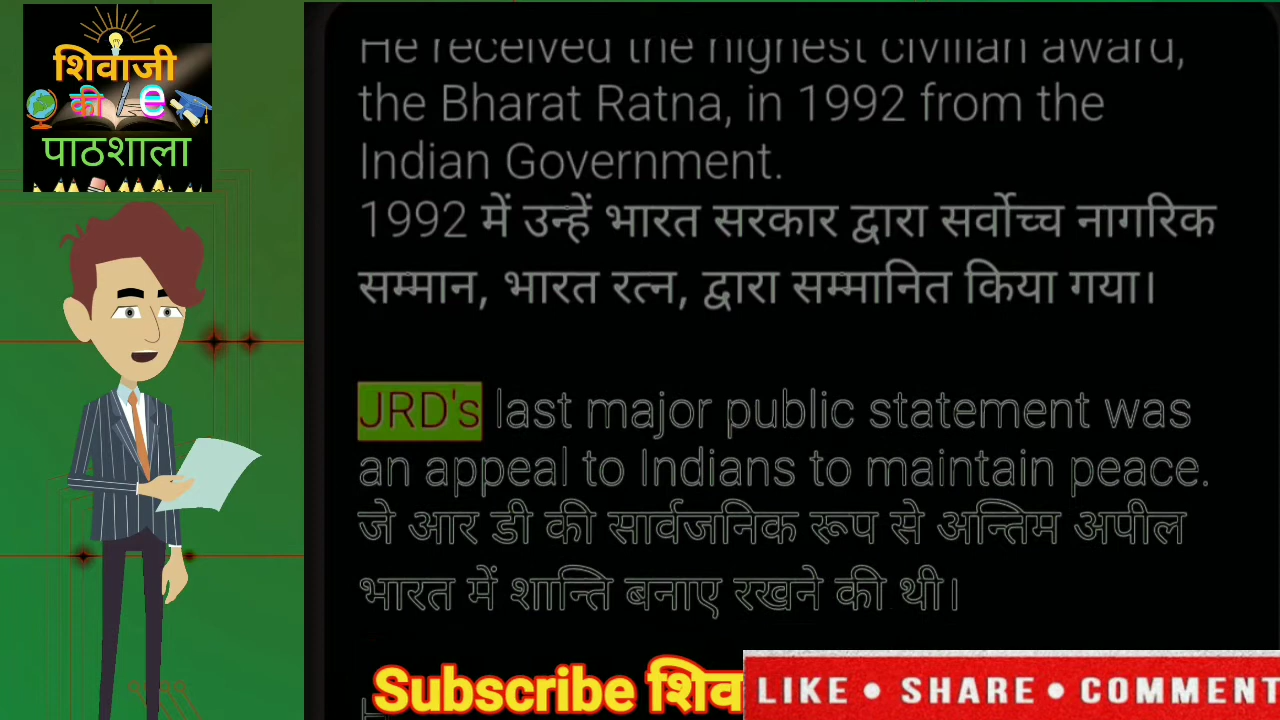 शिवाजी
की e
पाठशाला
He received the highest civilian award,
the Bharat Ratna, in 1992 from the
Indian Government.
1992 में उन्हें भारत सरकार द्वारा सर्वोच्च नागरिक
सम्मान, भारत रत्न, द्वारा सम्मानित किया गया।
JRD's last major public statement was
an appeal to Indians to maintain peace.
जे आर डी की सार्वजनिक रूप से अन्तिम अपील
भारत में शान्ति बनाए रखने की थी।
Subscribe शिव
LIKE • SHARE • COMMENT